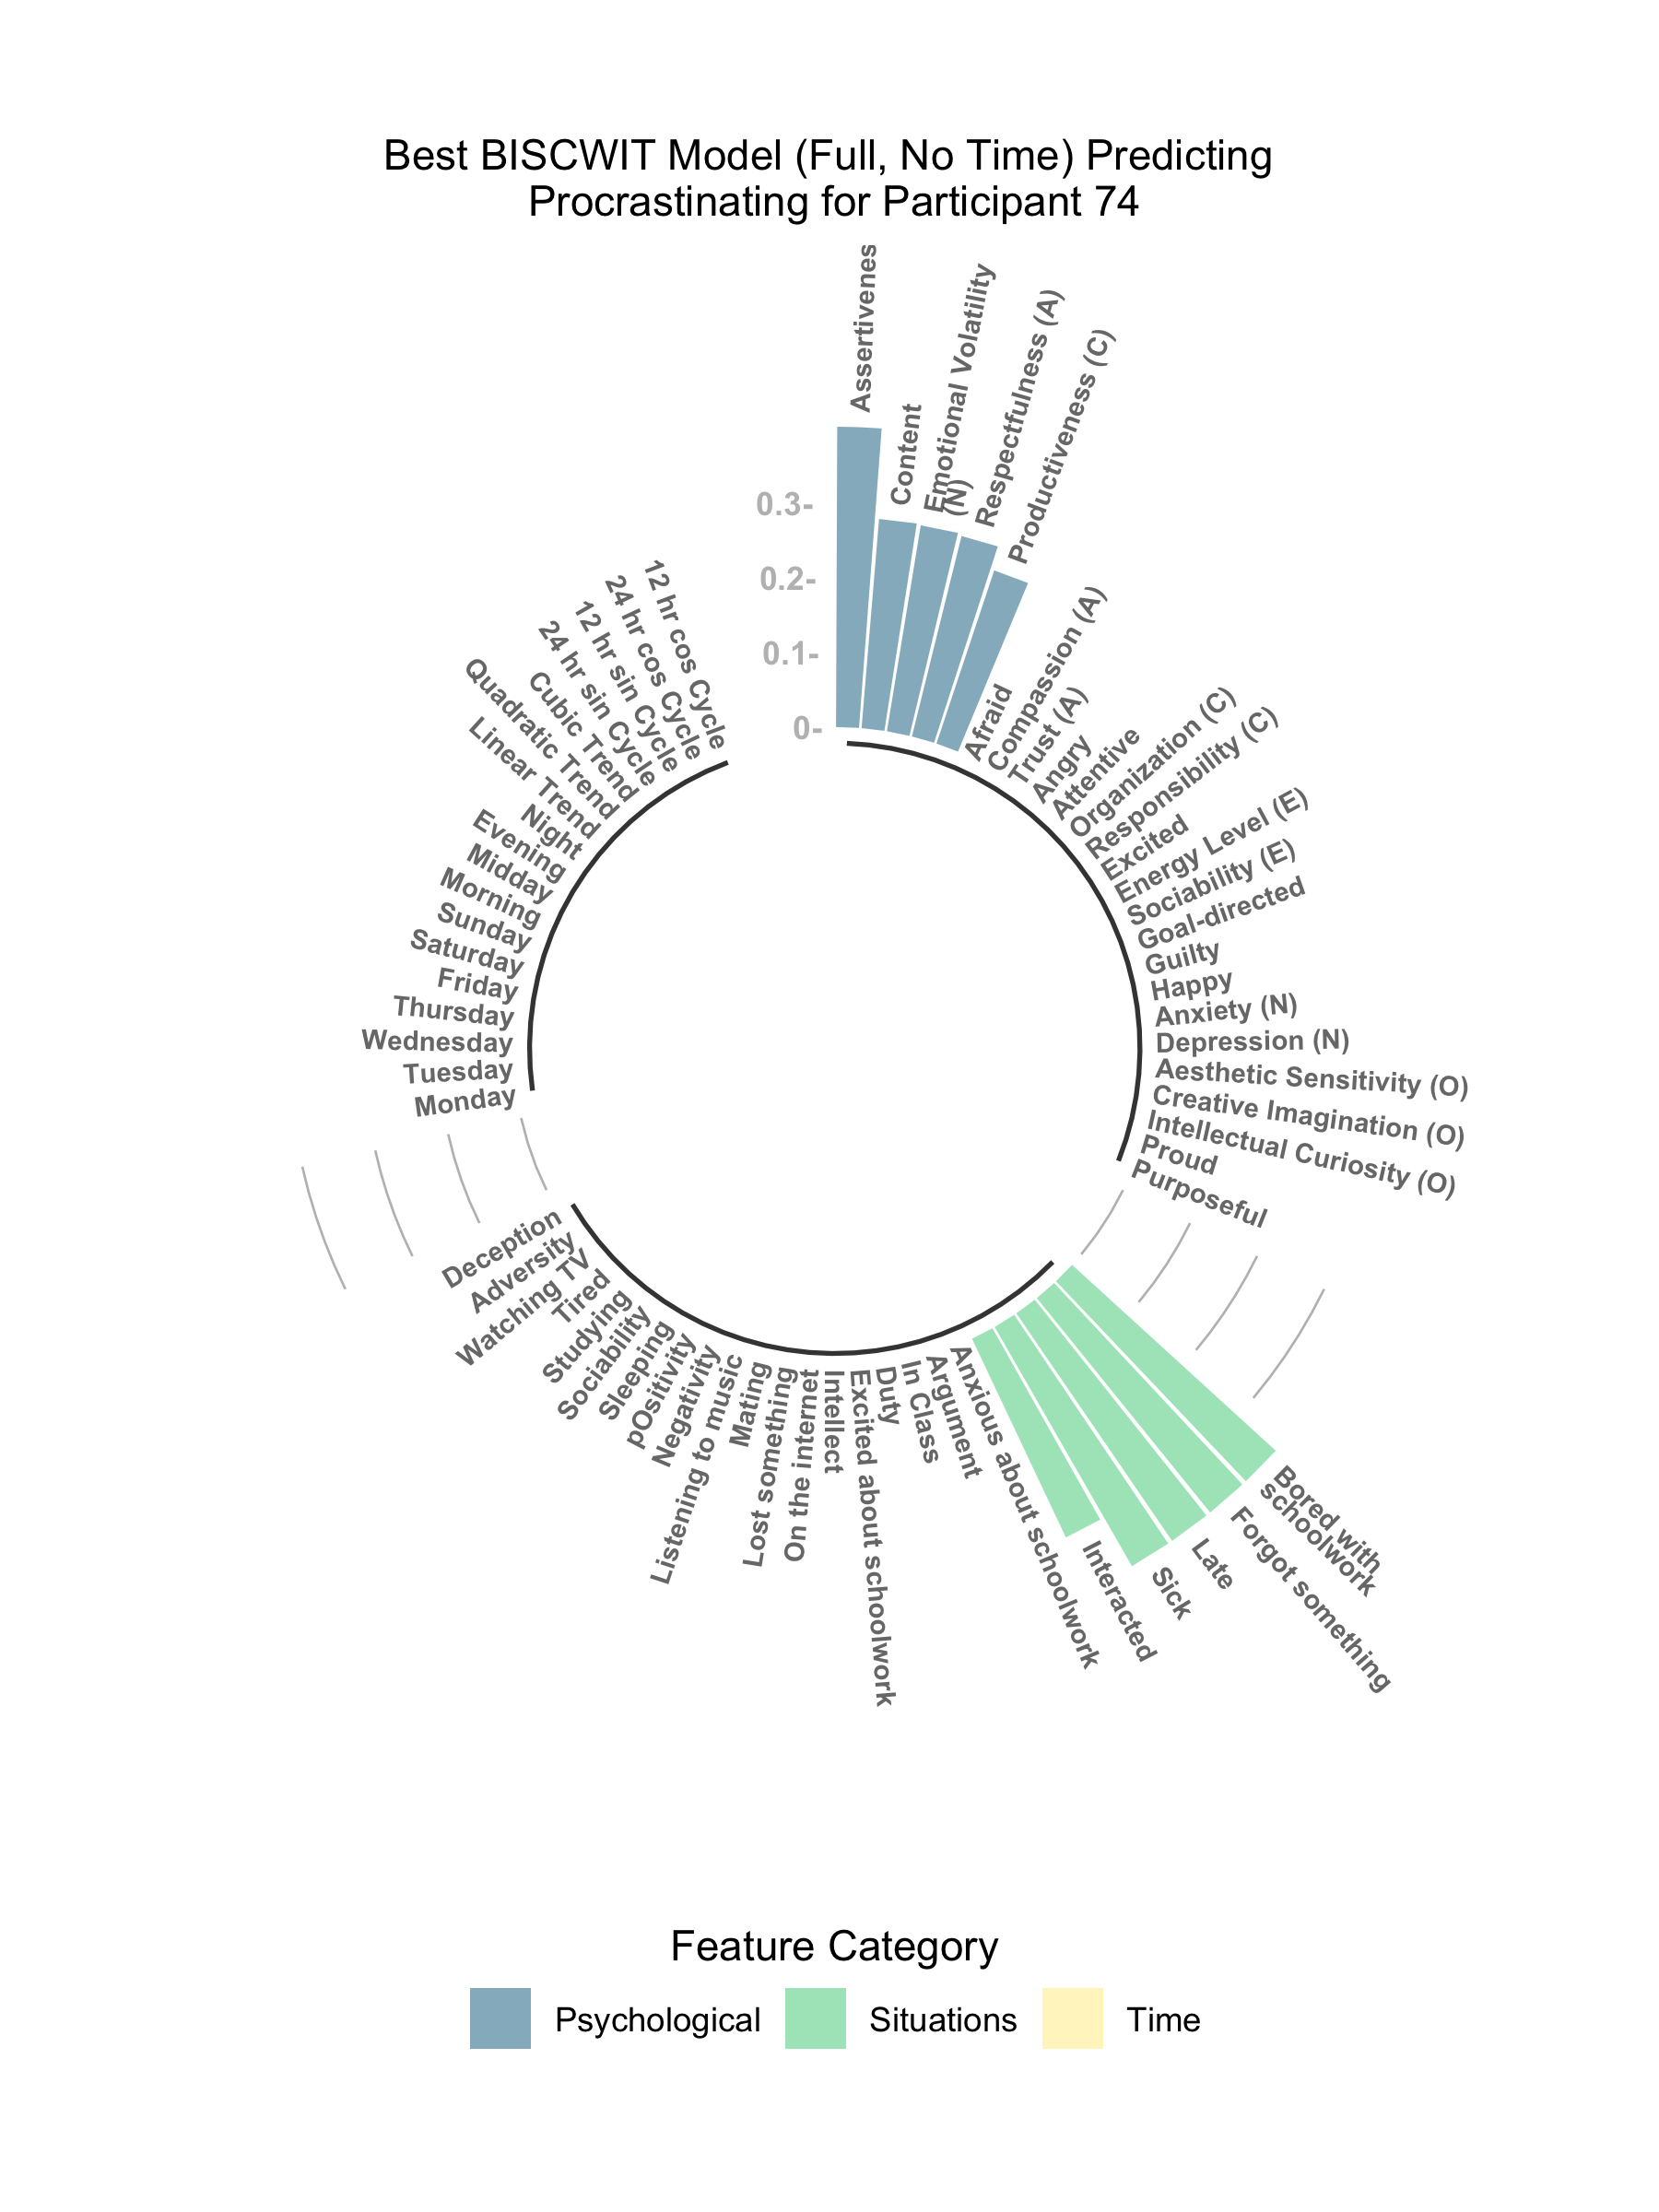 Best BISCWIT Model (Full, No Time) Predicting
Procrastinating for Participant 74
0.3-
0.2-
0.1-
0-
Assertivenes
Content
Emotional Volatility
(N)
Respectfulness (A)
Productiveness (C)
Afraid
Compassion (A)
Trust (A)
Angry
Attentive
Organization (C)
Responsibility (C)
Excited
Energy Level (E)
Sociability (E)
Goal-directed
Guilty
Happy
Anxiety (N)
Depression (N)
Aesthetic Sensitivity (O)
Creative Imagination (O)
Intellectual Curiosity (O)
Proud
Purposeful
Bored with
schoolwork
Forgot something
Late
Sick
Interacted
Anxious about schoolwork
Argument
In Class
Duty
Excited about schoolwork
Intellect
On the internet
Lost something
Mating
Listening to music
Negativity
pOsitivity
Sleeping
Sociability
Studying
Tired
Watching TV
Adversity
Deception
Monday
Tuesday
Wednesday
Thursday
Friday
Saturday
Sunday
Morning
Midday
Evening
Night
Linear Trend
Quadratic Trend
Cubic Trend
24 hr sin Cycle
12 hr sin Cycle
24 hr cos Cycle
12 hr cos Cycle
Feature Category
Psychological
Situations
Time